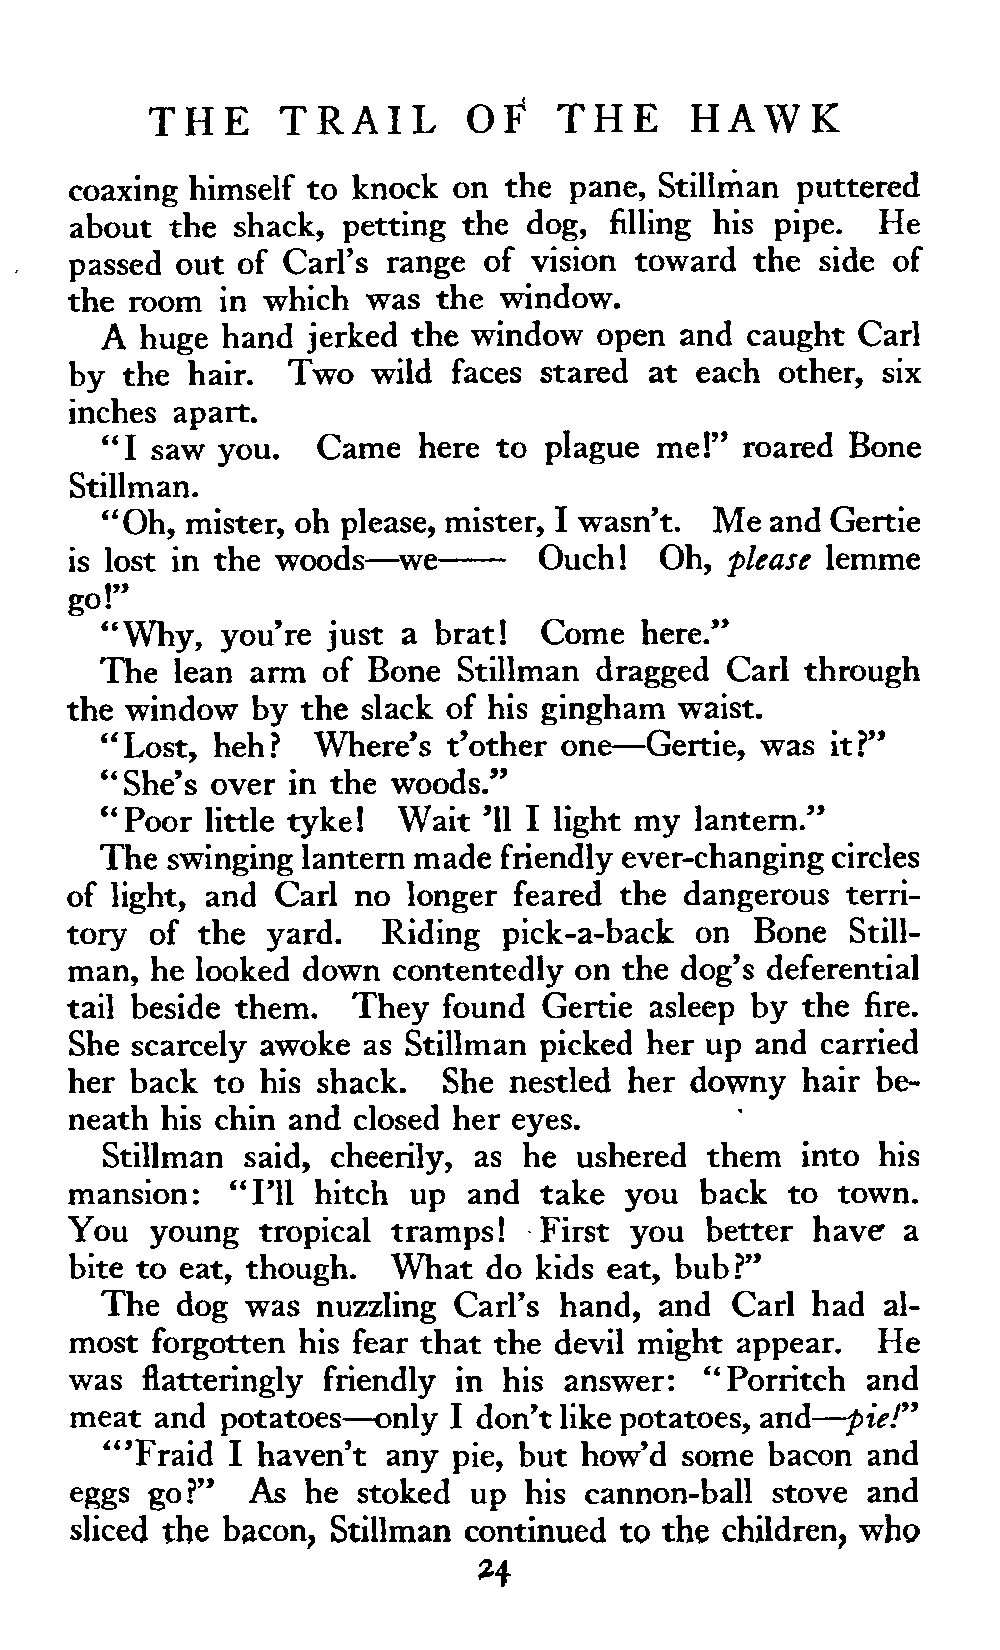 THE TRAIL OF THE HAWK
coaxing himself to knock on the pane, Stillman puttered
about the shack, petting the dog, filling his pipe. He
passed out of Carl's range of vision toward the side of
the room in which was the window.
A huge hand jerked the window open and caught Carl
by the hair. Two wild faces stared at each other, six
inches apart.
"I saw you. Came here to plague me!" roared Bone
Stillman.
"Oh, mister, oh please, mister, I wasn't. Me and Gertie
is lost in the woods—we—— Ouch! Oh, please lemme
go!"
"Why, you're just a brat! Come here."
The lean arm of Bone Stillman dragged Carl through
the window by the slack of his gingham waist.
"Lost, heh? Where's t'other one—Gertie, was it?"
"She's over in the woods."
"Poor little tyke! Wait 'll I light my lantern."
The swinging lantern made friendly ever-changing circles
of light, and Carl no longer feared the dangerous terri-
tory of the yard. Riding pick-a-back on Bone Still-
man, he looked down contentedly on the dog's deferential
tail beside them. They found Gertie asleep by the fire.
She scarcely awoke as Stillman picked her up and carried
her back to his shack. She nestled her downy hair be-
neath his chin and closed her eyes.
Stillman said, cheerily, as he ushered them into his
mansion: "I'll hitch up and take you back to town.
You young tropical tramps! First you better have a
bite to eat, though. What do kids eat, bub?"
The dog was nuzzling Carl's hand, and Carl had al-
most forgotten his fear that the devil might appear. He
was flatteringly friendly in his answer: "Porritch and
meat and potatoes—only I don't like potatoes, and—pie!"
"'Fraid I haven't any pie, but how'd some bacon and
eggs go?" As he stoked up his cannon-ball stove and
sliced the bacon, Stillman continued to the children, who
24